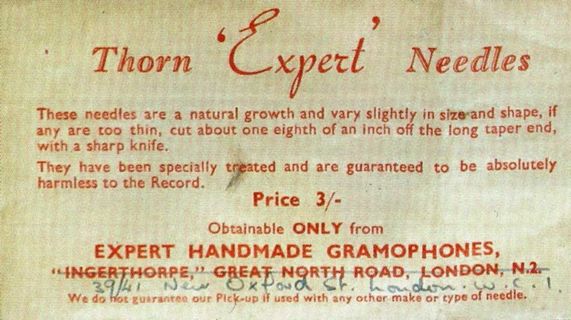 Thorn 'Expert' Needles
These needles are a natural growth and vary slightly in size and shape, if
any are too thin, cut about one eighth of an inch off the long taper end,
with a sharp knife.
They have been specially treated and are guaranteed to be absolutely
harmless to the Record.
Price 3/-
Obtainable ONLY from
EXPERT HANDMADE GRAMOPHONES,
"INGERTHORPE," GREAT NORTH ROAD, LONDON, N.2.
39/41 New Oxford St. London. W.C.1.
We do not guarantee our Pick-up if used with any other make or type of needle.